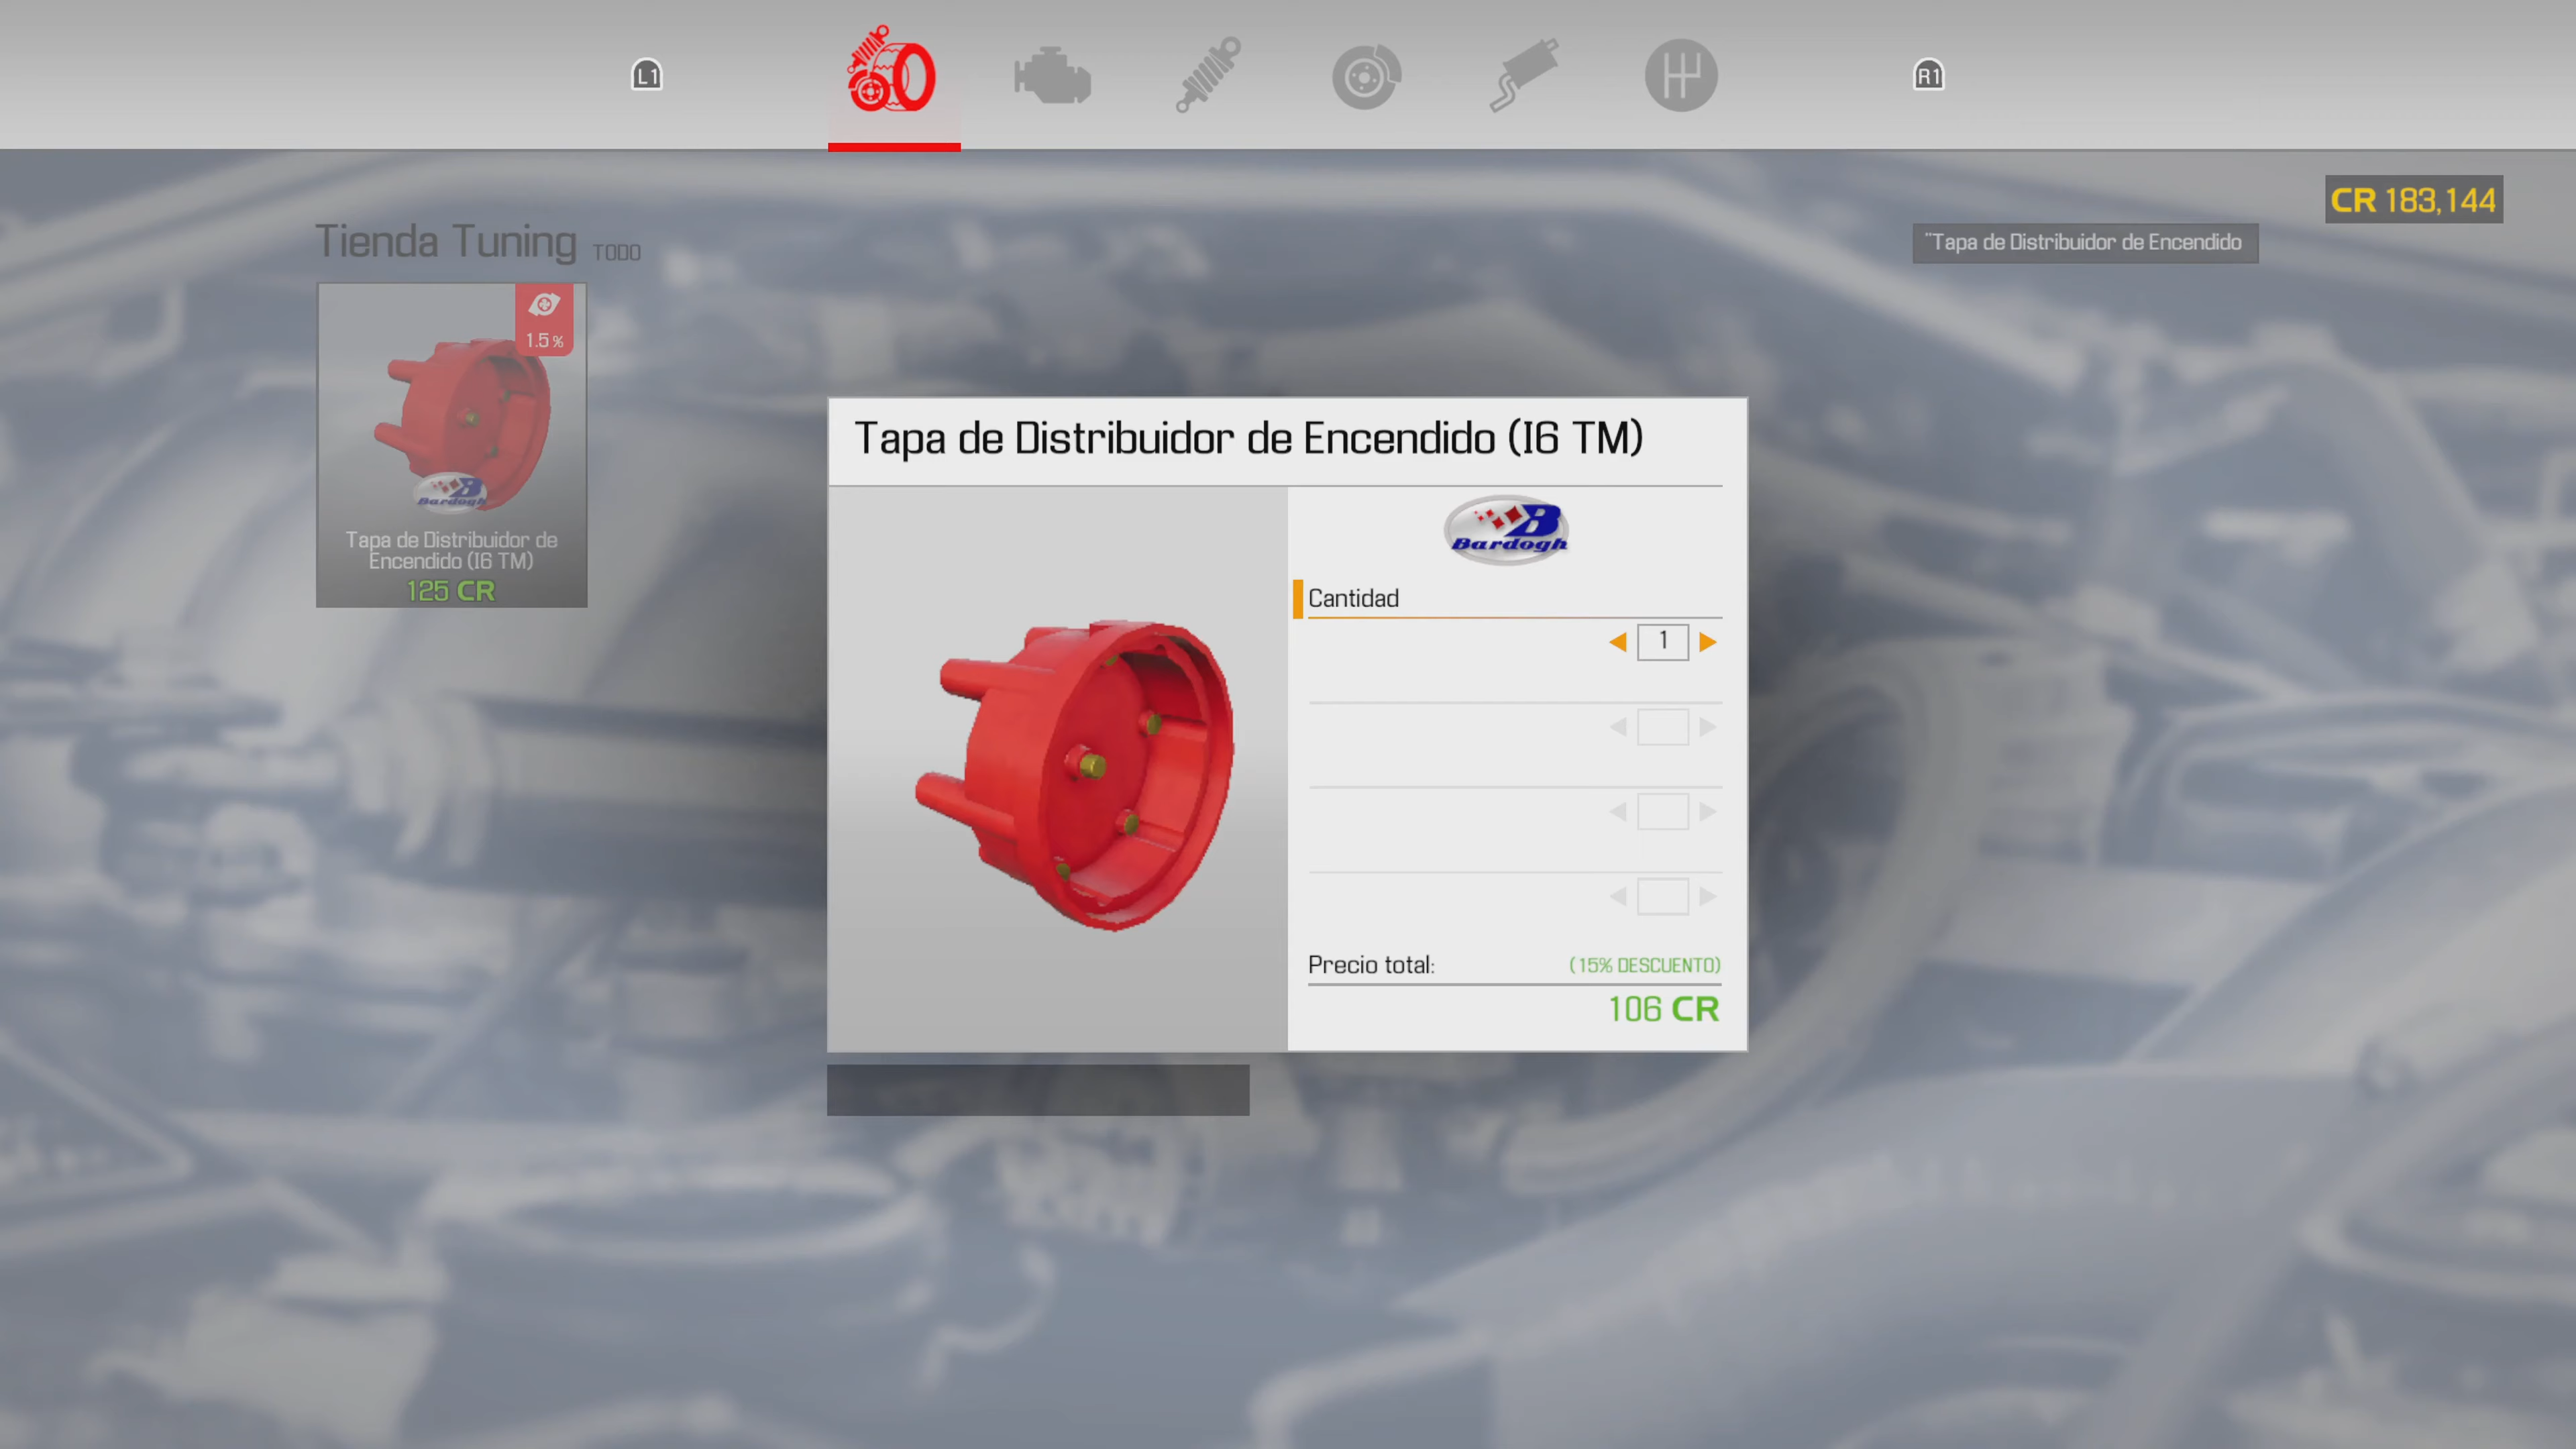 L1
R1
CR 183,144
Tienda Tuning TODO
"Tapa de Distribuidor de Encendido
1.5 %
Bardogh
Tapa de Distribuidor de
Encendido (I6 TM)
125 CR
Tapa de Distribuidor de Encendido (I6 TM)
B
Bardogh
Cantidad
1
Precio total:
(15% DESCUENTO)
106 CR